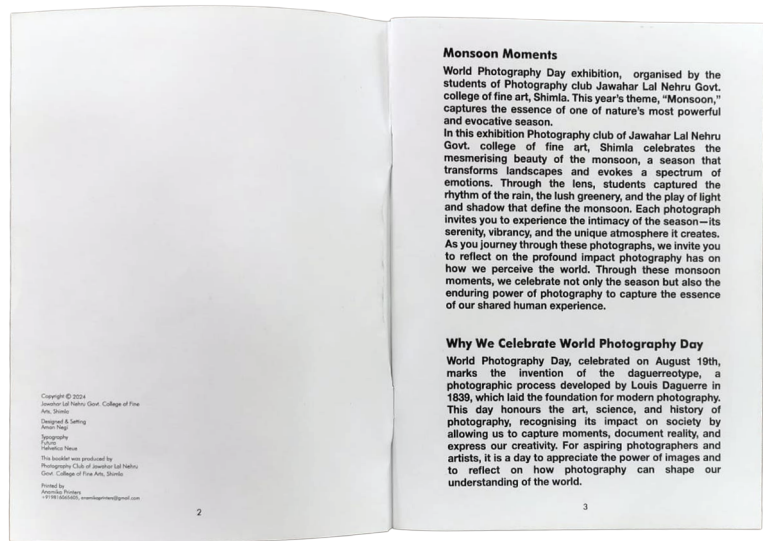 Copyright © 2024
Jawahar Lal Nehru Govt. College of Fine
Arts, Shimla
Designed & Setting
Aman Negi
Typography
Futura
Helvetica Neue
This booklet was produced by
Photography Club of Jawahar Lal Nehru
Govt. College of Fine Arts, Shimla
Printed by
Anamika Printers
2
Monsoon Moments
World Photography Day exhibition, organised by the
students of Photography club Jawahar Lal Nehru Govt.
college of fine art, Shimla. This year's theme, “Monsoon,”
captures the essence of one of nature's most powerful
and evocative season.
In this exhibition Photography club of Jawahar Lal Nehru
Govt. college of fine art, Shimla celebrates the
mesmerising beauty of the monsoon, a season that
transforms landscapes and evokes a spectrum of
emotions. Through the lens, students captured the
rhythm of the rain, the lush greenery, and the play of light
and shadow that define the monsoon. Each photograph
invites you to experience the intimacy of the season—its
serenity, vibrancy, and the unique atmosphere it creates.
As you journey through these photographs, we invite you
to reflect on the profound impact photography has on
how we perceive the world. Through these monsoon
moments, we celebrate not only the season but also the
enduring power of photography to capture the essence
of our shared human experience.
Why We Celebrate World Photography Day
World Photography Day, celebrated on August 19th,
marks the invention of the daguerreotype, a
photographic process developed by Louis Daguerre in
1839, which laid the foundation for modern photography.
This day honours the art, science, and history of
photography, recognising its impact on society by
allowing us to capture moments, document reality, and
express our creativity. For aspiring photographers and
artists, it is a day to appreciate the power of images and
to reflect on how photography can shape our
understanding of the world.
3